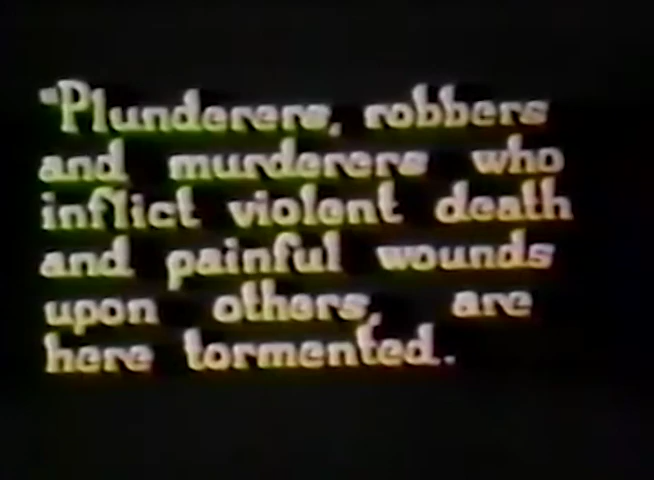 "Plunderers, robbers
and murderers who
inflict violent death
and painful wounds
upon others, are
here tormented.